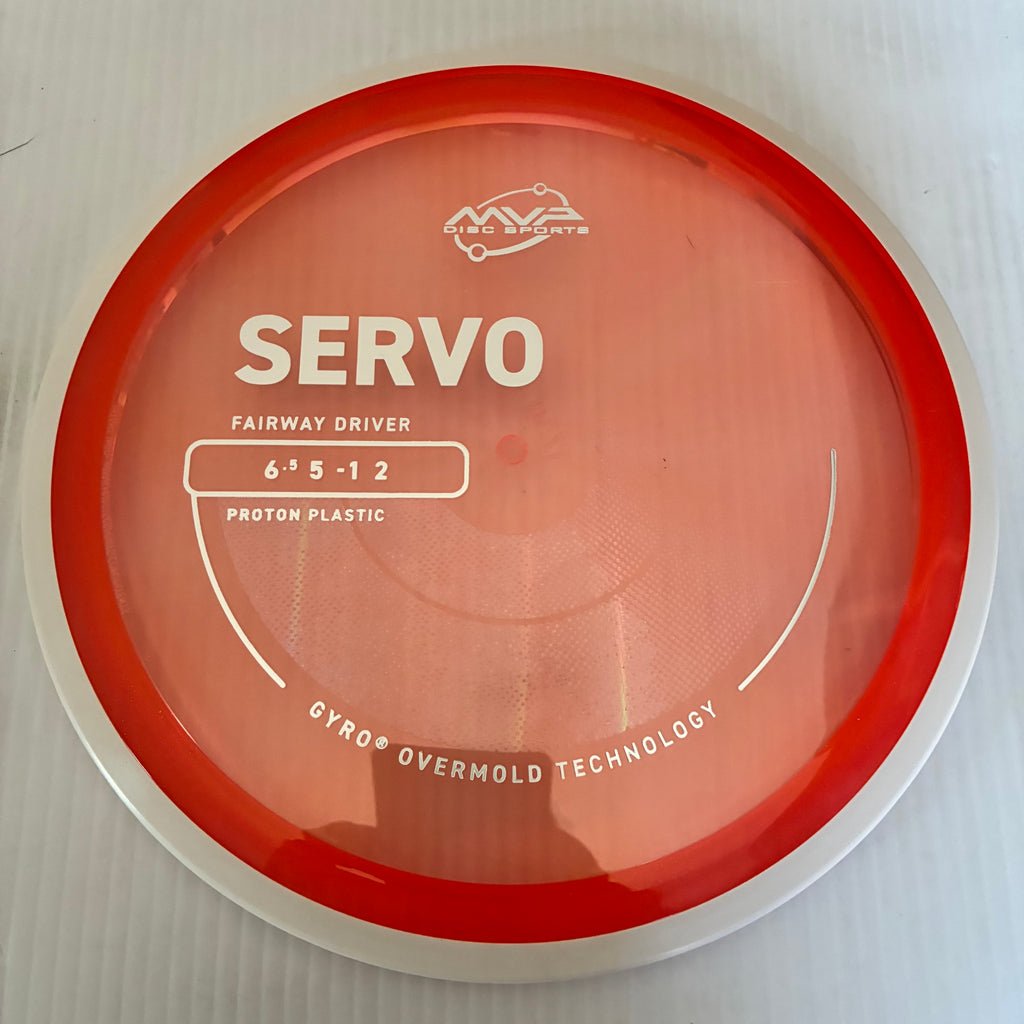 MVP
DISC SPORTS
SERVO
FAIRWAY DRIVER
6.5 5 -1 2
PROTON PLASTIC
GYRO® OVERMOLD TECHNOLOGY